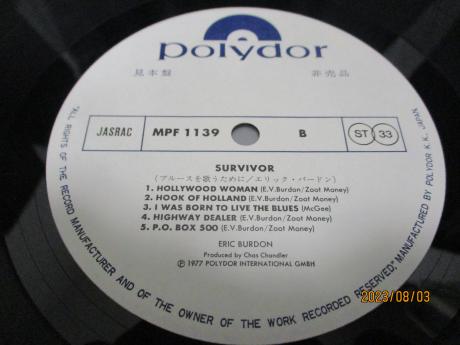 polydor
見本盤 非売品
JASRAC MPF 1139 B ST 33
SURVIVOR
(ブルースを歌うために/エリック・バードン)
1. HOLLYWOOD WOMAN (E.V.Burdon/Zoot Money)
2. HOOK OF HOLLAND (E.V.Burdon/Zoot Money)
3. I WAS BORN TO LIVE THE BLUES (McGee)
4. HIGHWAY DEALER (E.V.Burdon/Zoot Money)
5. P.O. BOX 500 (E.V.Burdon/Zoot Money)
ERIC BURDON
Produced by Chas Chandler
Ⓟ 1977 POLYDOR INTERNATIONAL GMBH
"ALL RIGHTS OF THE RECORD MANUFACTURER AND OF THE OWNER OF THE WORK RECORDED RESERVED," MANUFACTURED BY POLYDOR K.K., JAPAN
2023/08/03